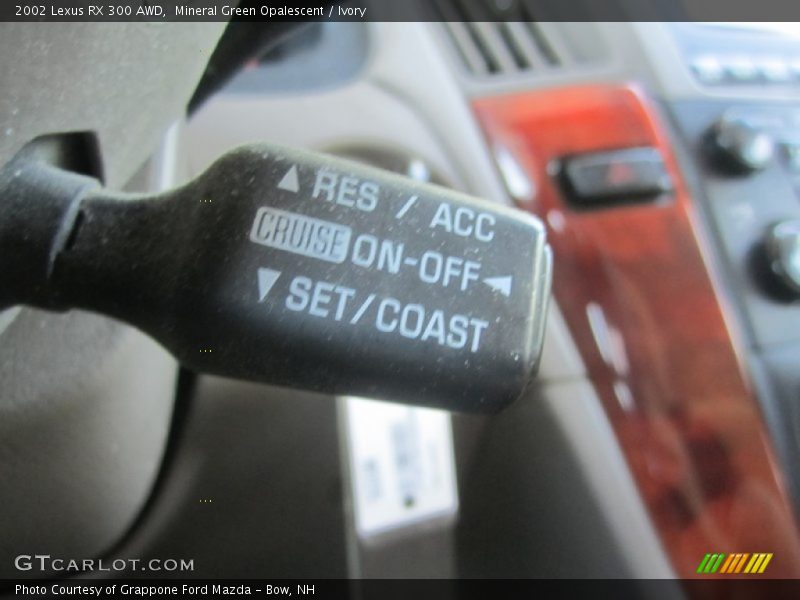 2002 Lexus RX 300 AWD,  Mineral Green Opalescent / Ivory
▲ RES / ACC
CRUISE ON-OFF ◄
▼ SET/COAST
GTCARLOT.COM
Photo Courtesy of Grappone Ford Mazda - Bow, NH